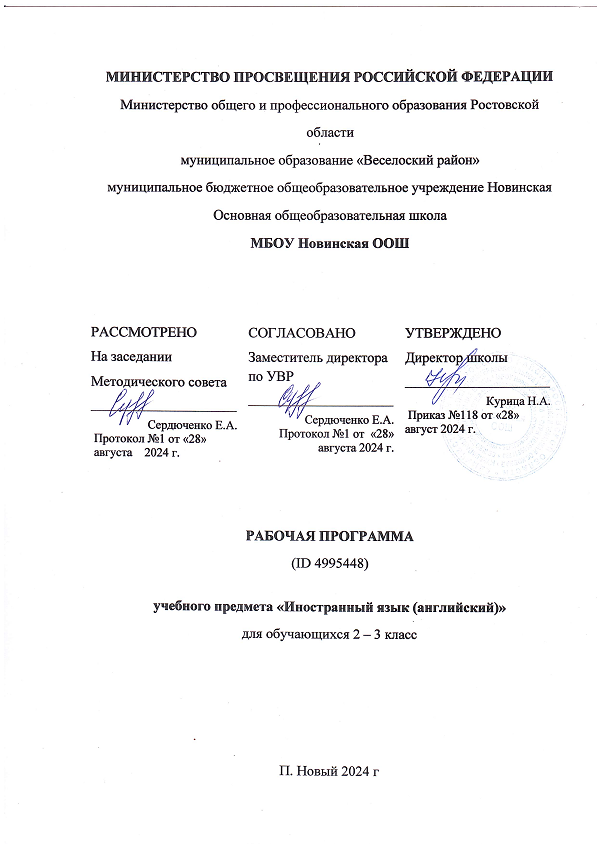 МИНИСТЕРСТВО ПРОСВЕЩЕНИЯ РОССИЙСКОЙ ФЕДЕРАЦИИ
Министерство общего и профессионального образования Ростовской
области
муниципальное образование «Веселоский район»
муниципальное бюджетное общеобразовательное учреждение Новинская
Основная общеобразовательная школа
МБОУ Новинская ООШ
РАССМОТРЕНО
На заседании
Методического совета
Сердюченко Е.А.
Протокол №1 от «28»
августа 2024 г.
СОГЛАСОВАНО
Заместитель директора
по УВР
Сердюченко Е.А.
Протокол №1 от «28»
августа 2024 г.
УТВЕРЖДЕНО
Директор школы
Курица Н.А.
Приказ №118 от «28»
август 2024 г.
РАБОЧАЯ ПРОГРАММА
(ID 4995448)
учебного предмета «Иностранный язык (английский)»
для обучающихся 2 – 3 класс
П. Новый 2024 г